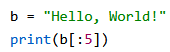 b = "Hello, World!"
print(b[:5])